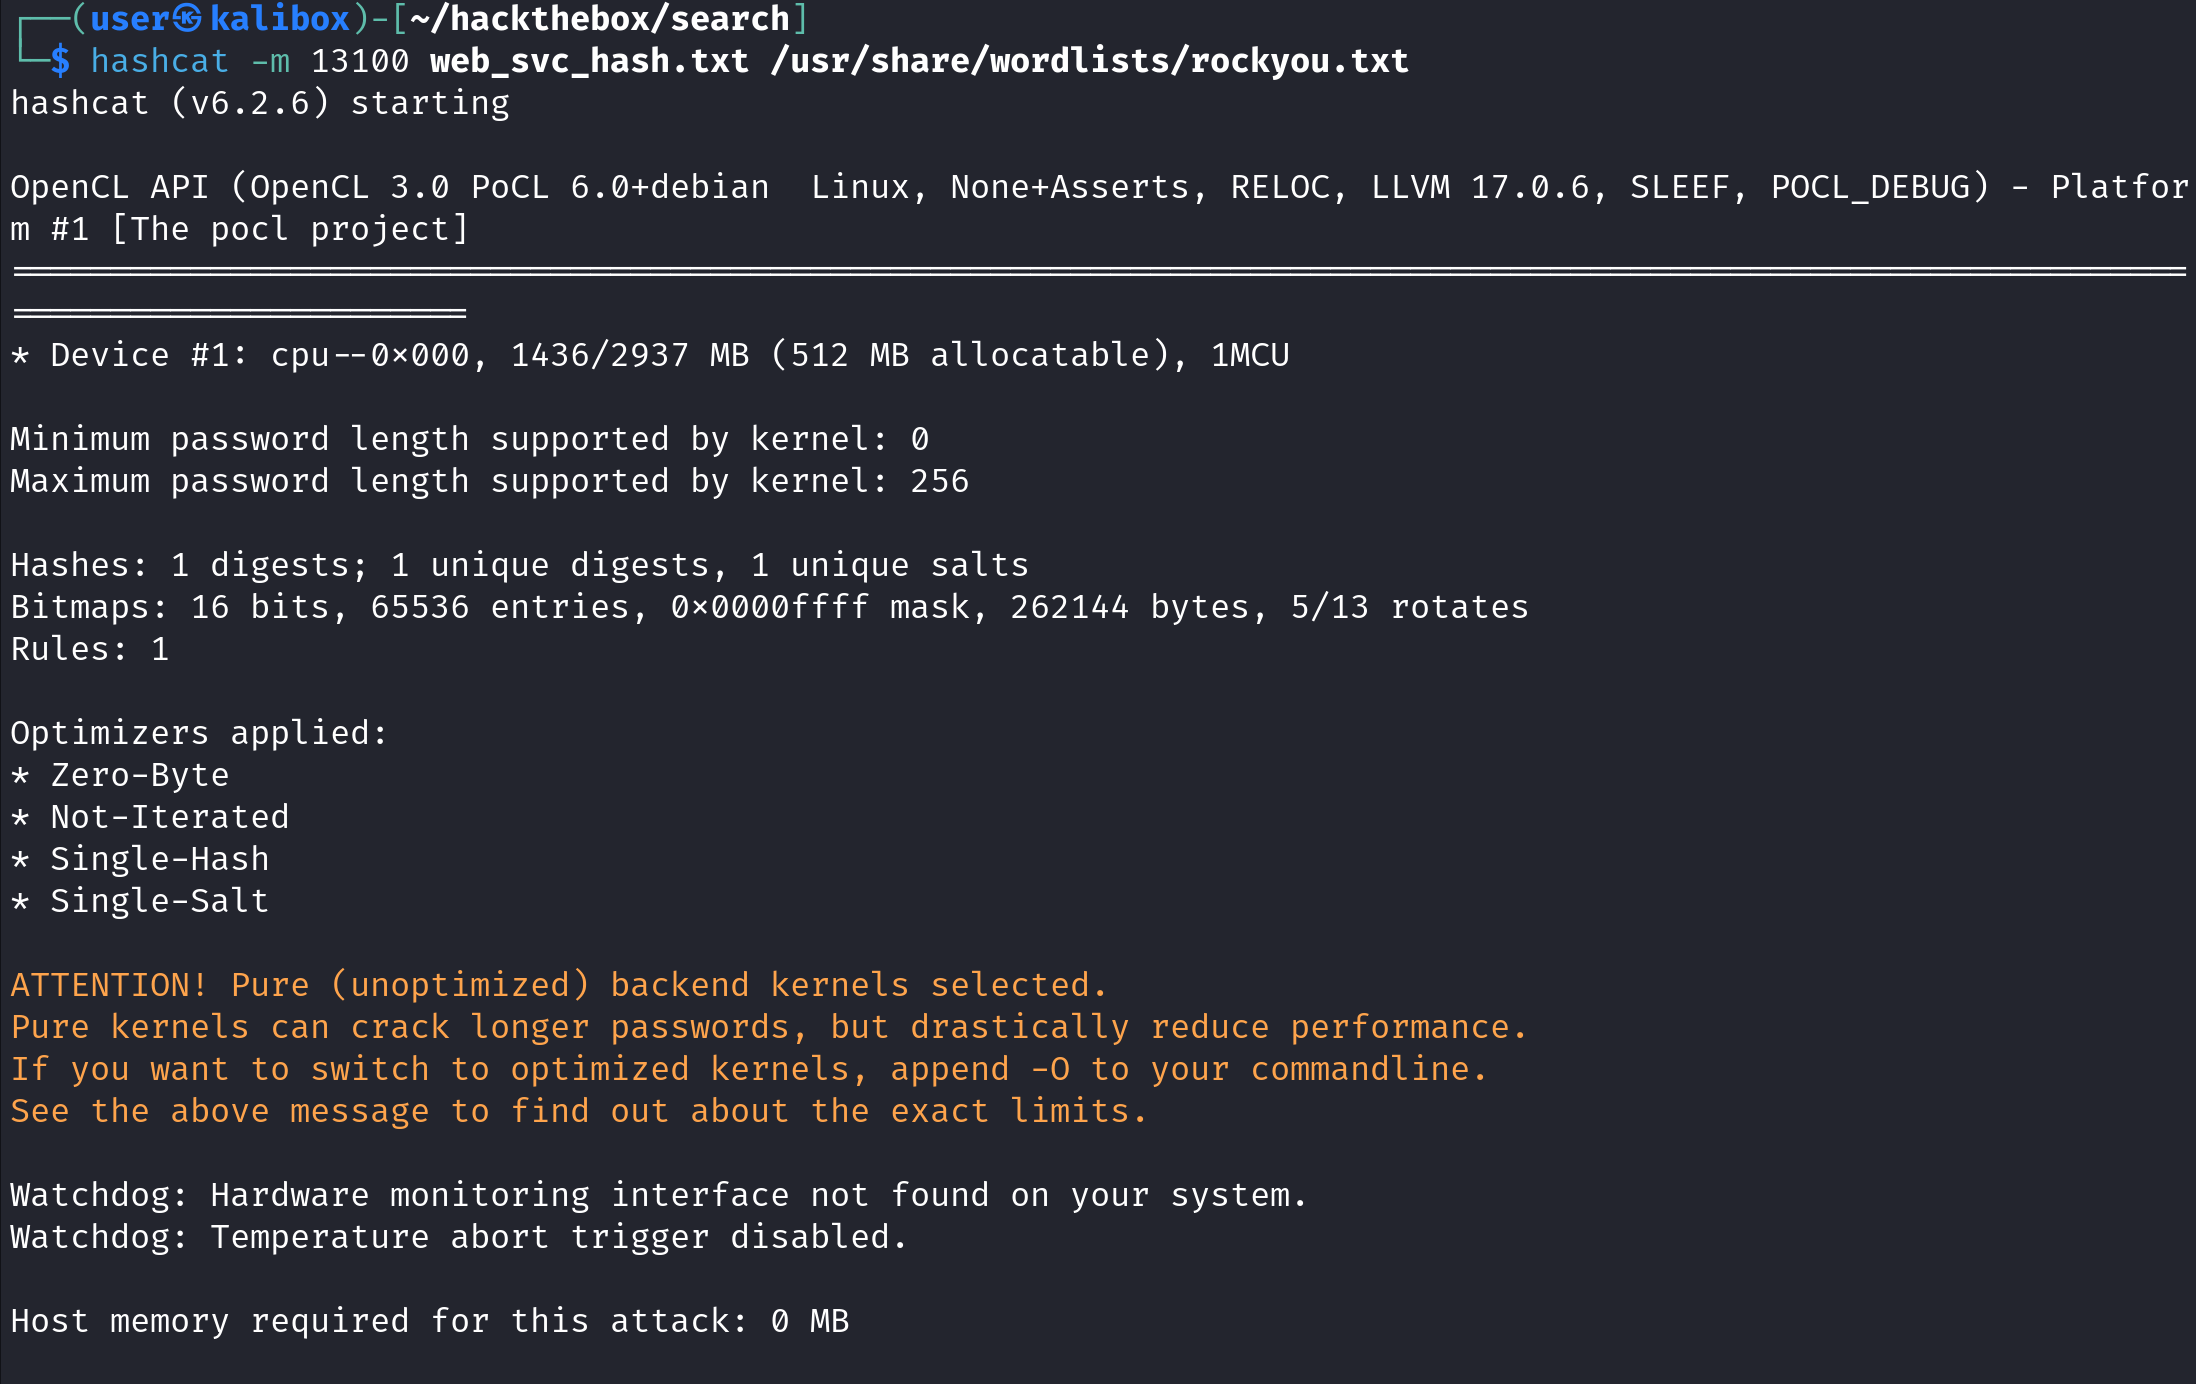 ┌──(user㉿kalibox)-[~/hackthebox/search]
└─$ hashcat -m 13100 web_svc_hash.txt /usr/share/wordlists/rockyou.txt
hashcat (v6.2.6) starting

OpenCL API (OpenCL 3.0 PoCL 6.0+debian  Linux, None+Asserts, RELOC, LLVM 17.0.6, SLEEF, POCL_DEBUG) - Platfor
m #1 [The pocl project]
=============================================================================================================
=======================
* Device #1: cpu--0x000, 1436/2937 MB (512 MB allocatable), 1MCU

Minimum password length supported by kernel: 0
Maximum password length supported by kernel: 256

Hashes: 1 digests; 1 unique digests, 1 unique salts
Bitmaps: 16 bits, 65536 entries, 0x0000ffff mask, 262144 bytes, 5/13 rotates
Rules: 1

Optimizers applied:
* Zero-Byte
* Not-Iterated
* Single-Hash
* Single-Salt

ATTENTION! Pure (unoptimized) backend kernels selected.
Pure kernels can crack longer passwords, but drastically reduce performance.
If you want to switch to optimized kernels, append -O to your commandline.
See the above message to find out about the exact limits.

Watchdog: Hardware monitoring interface not found on your system.
Watchdog: Temperature abort trigger disabled.

Host memory required for this attack: 0 MB